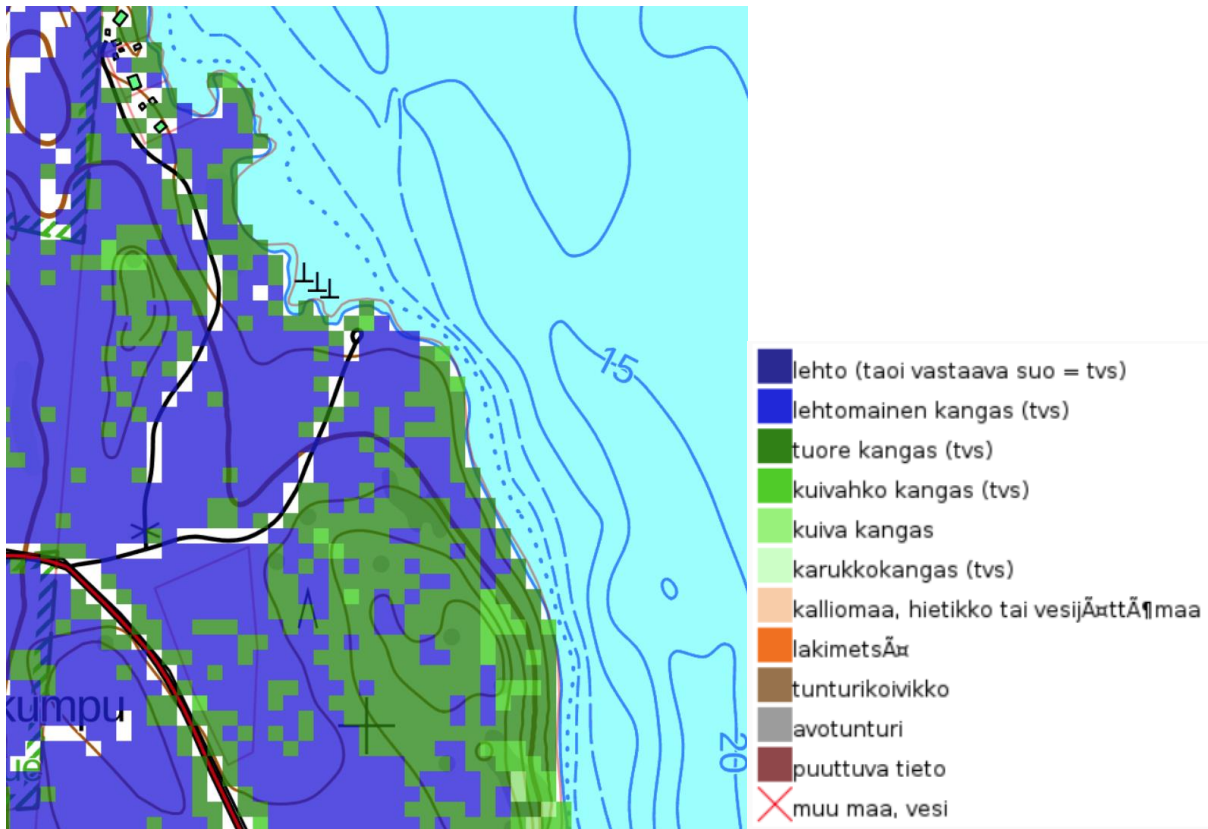 15
kumpu
20
lehto (taoi vastaava suo = tvs)
lehtomainen kangas (tvs)
tuore kangas (tvs)
kuivahko kangas (tvs)
kuiva kangas
karukkokangas (tvs)
kalliomaa, hietikko tai vesijÃ¤ttÃ¶maa
lakimetsÃ¤
tunturikoivikko
avotunturi
puuttuva tieto
muu maa, vesi